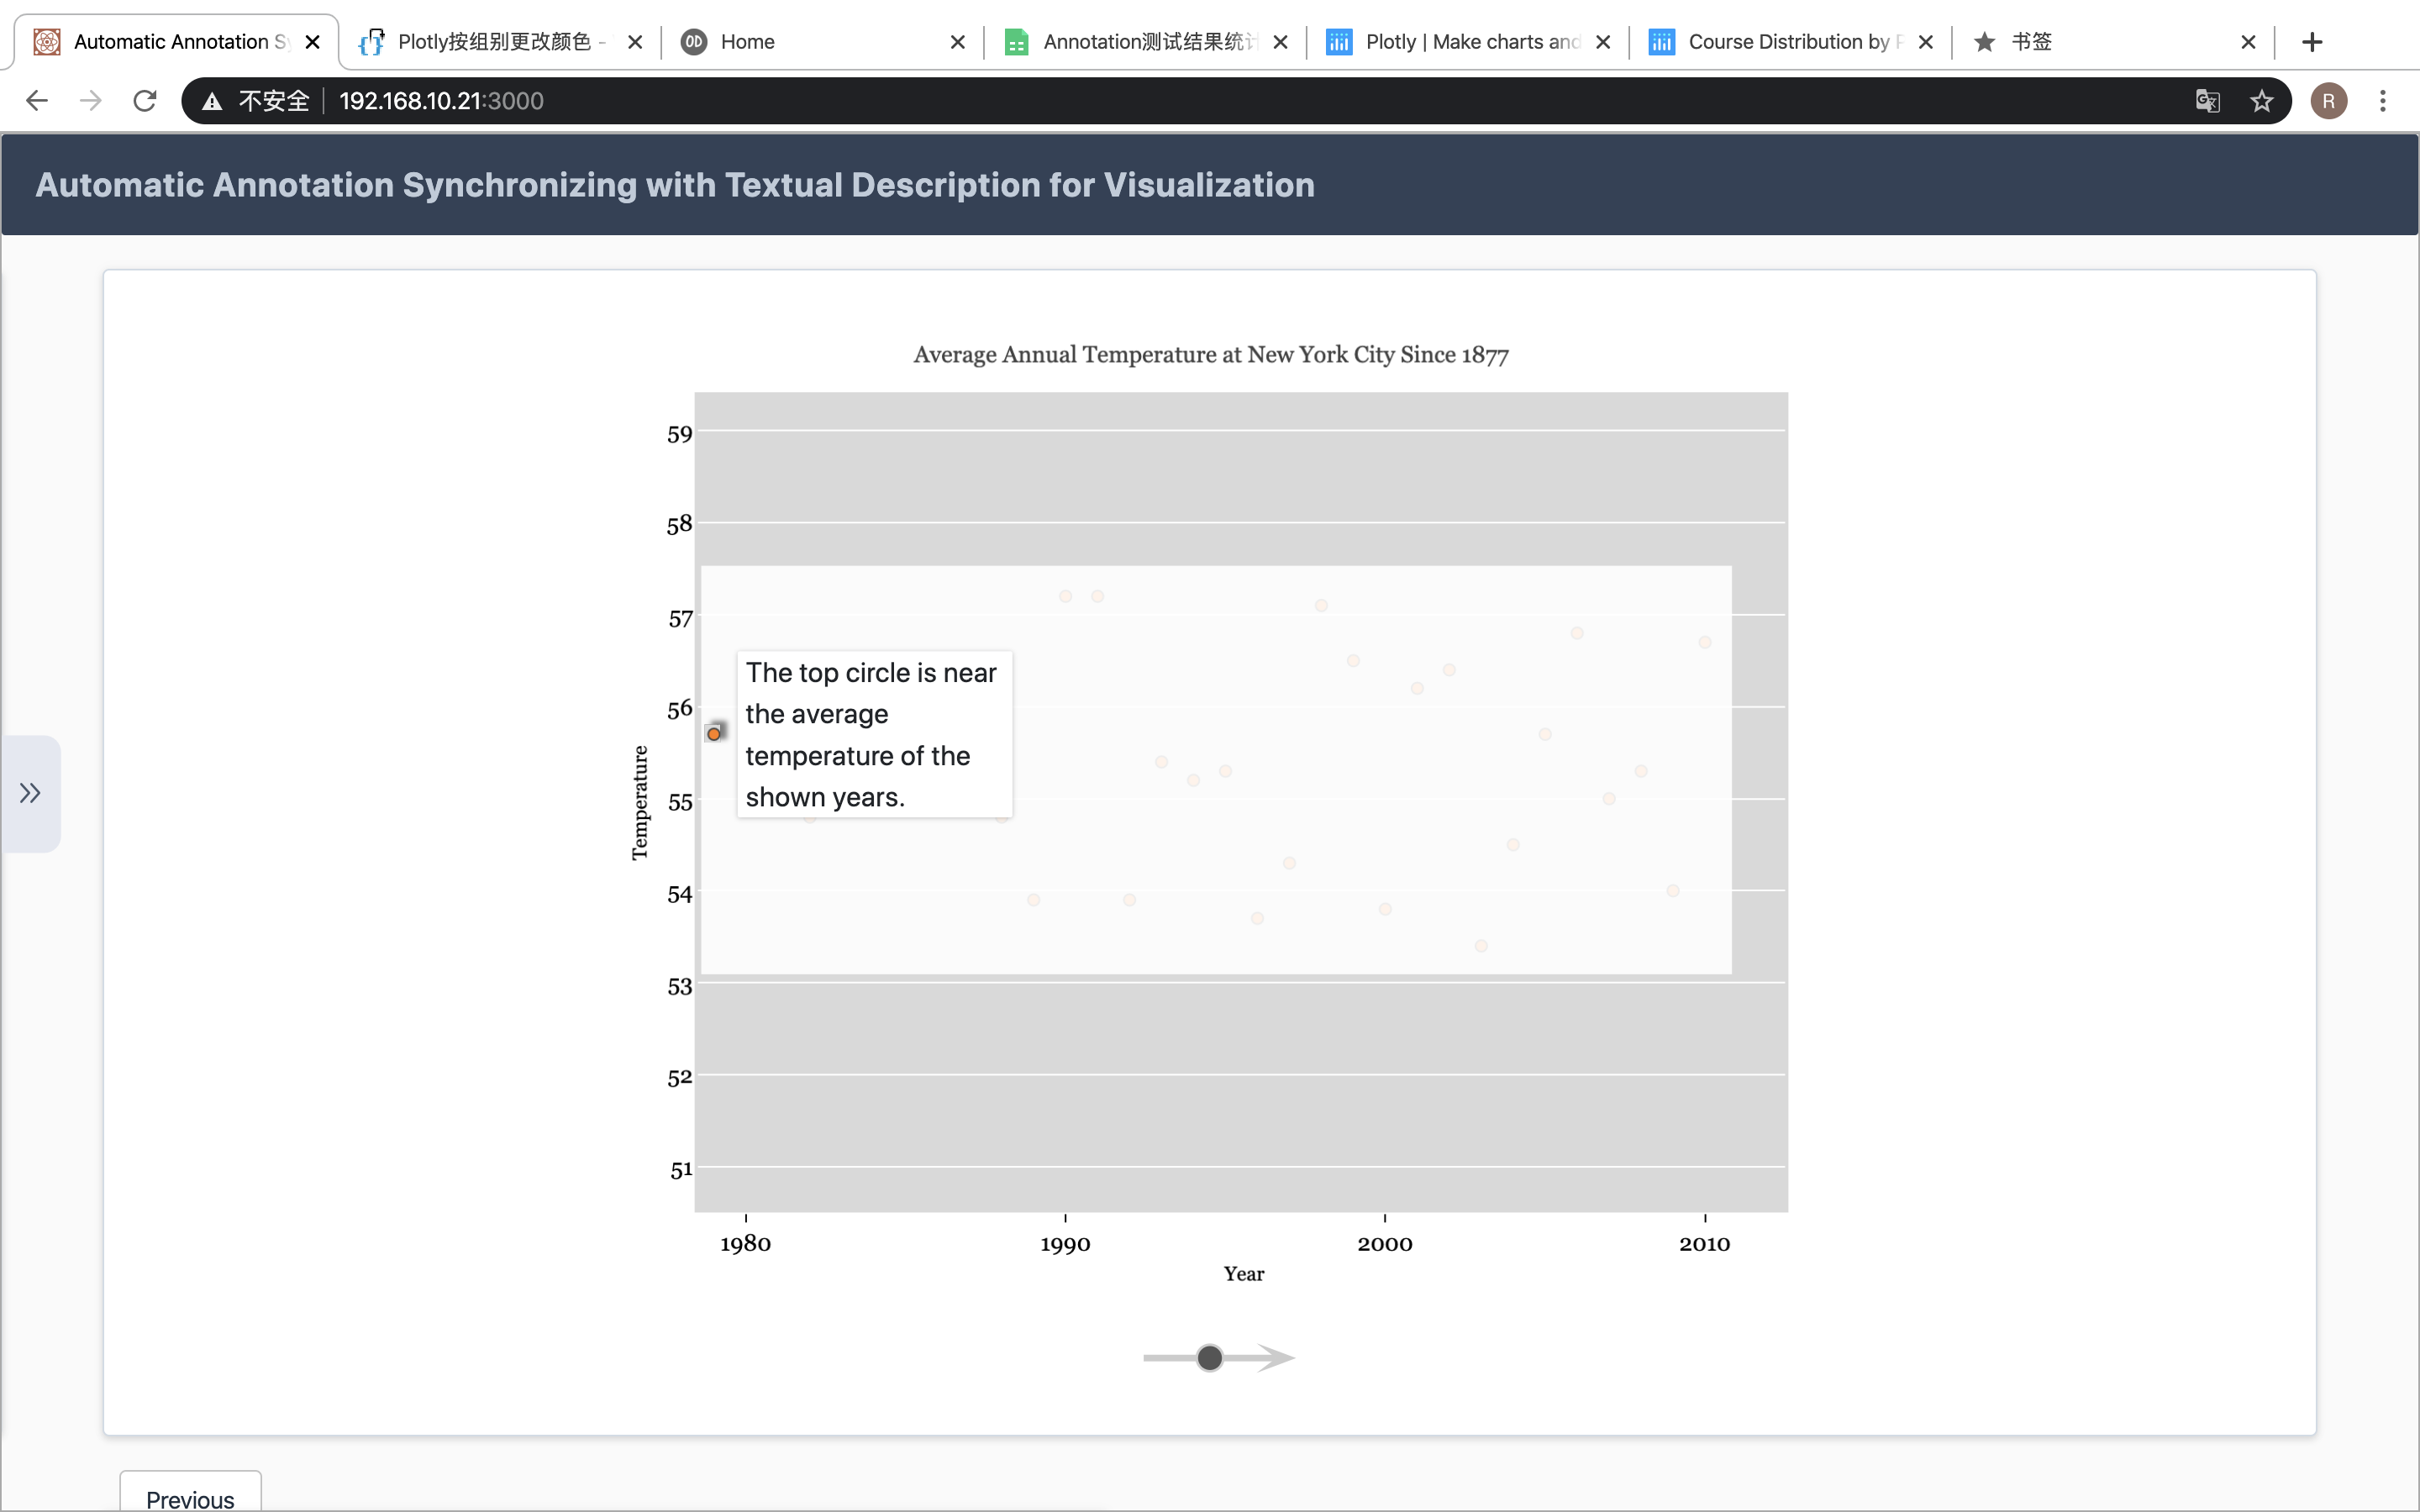 Automatic Annotation S
Plotly按组别更改颜色 -
Home
Annotation测试结果统计
Plotly | Make charts and
Course Distribution by
书签
不安全
192.168.10.21:3000
R
Automatic Annotation Synchronizing with Textual Description for Visualization
Average Annual Temperature at New York City Since 1877
59
58
57
56
55
54
53
52
51
Temperature
The top circle is near
the average
temperature of the
shown years.
1980
1990
2000
2010
Year
Previous